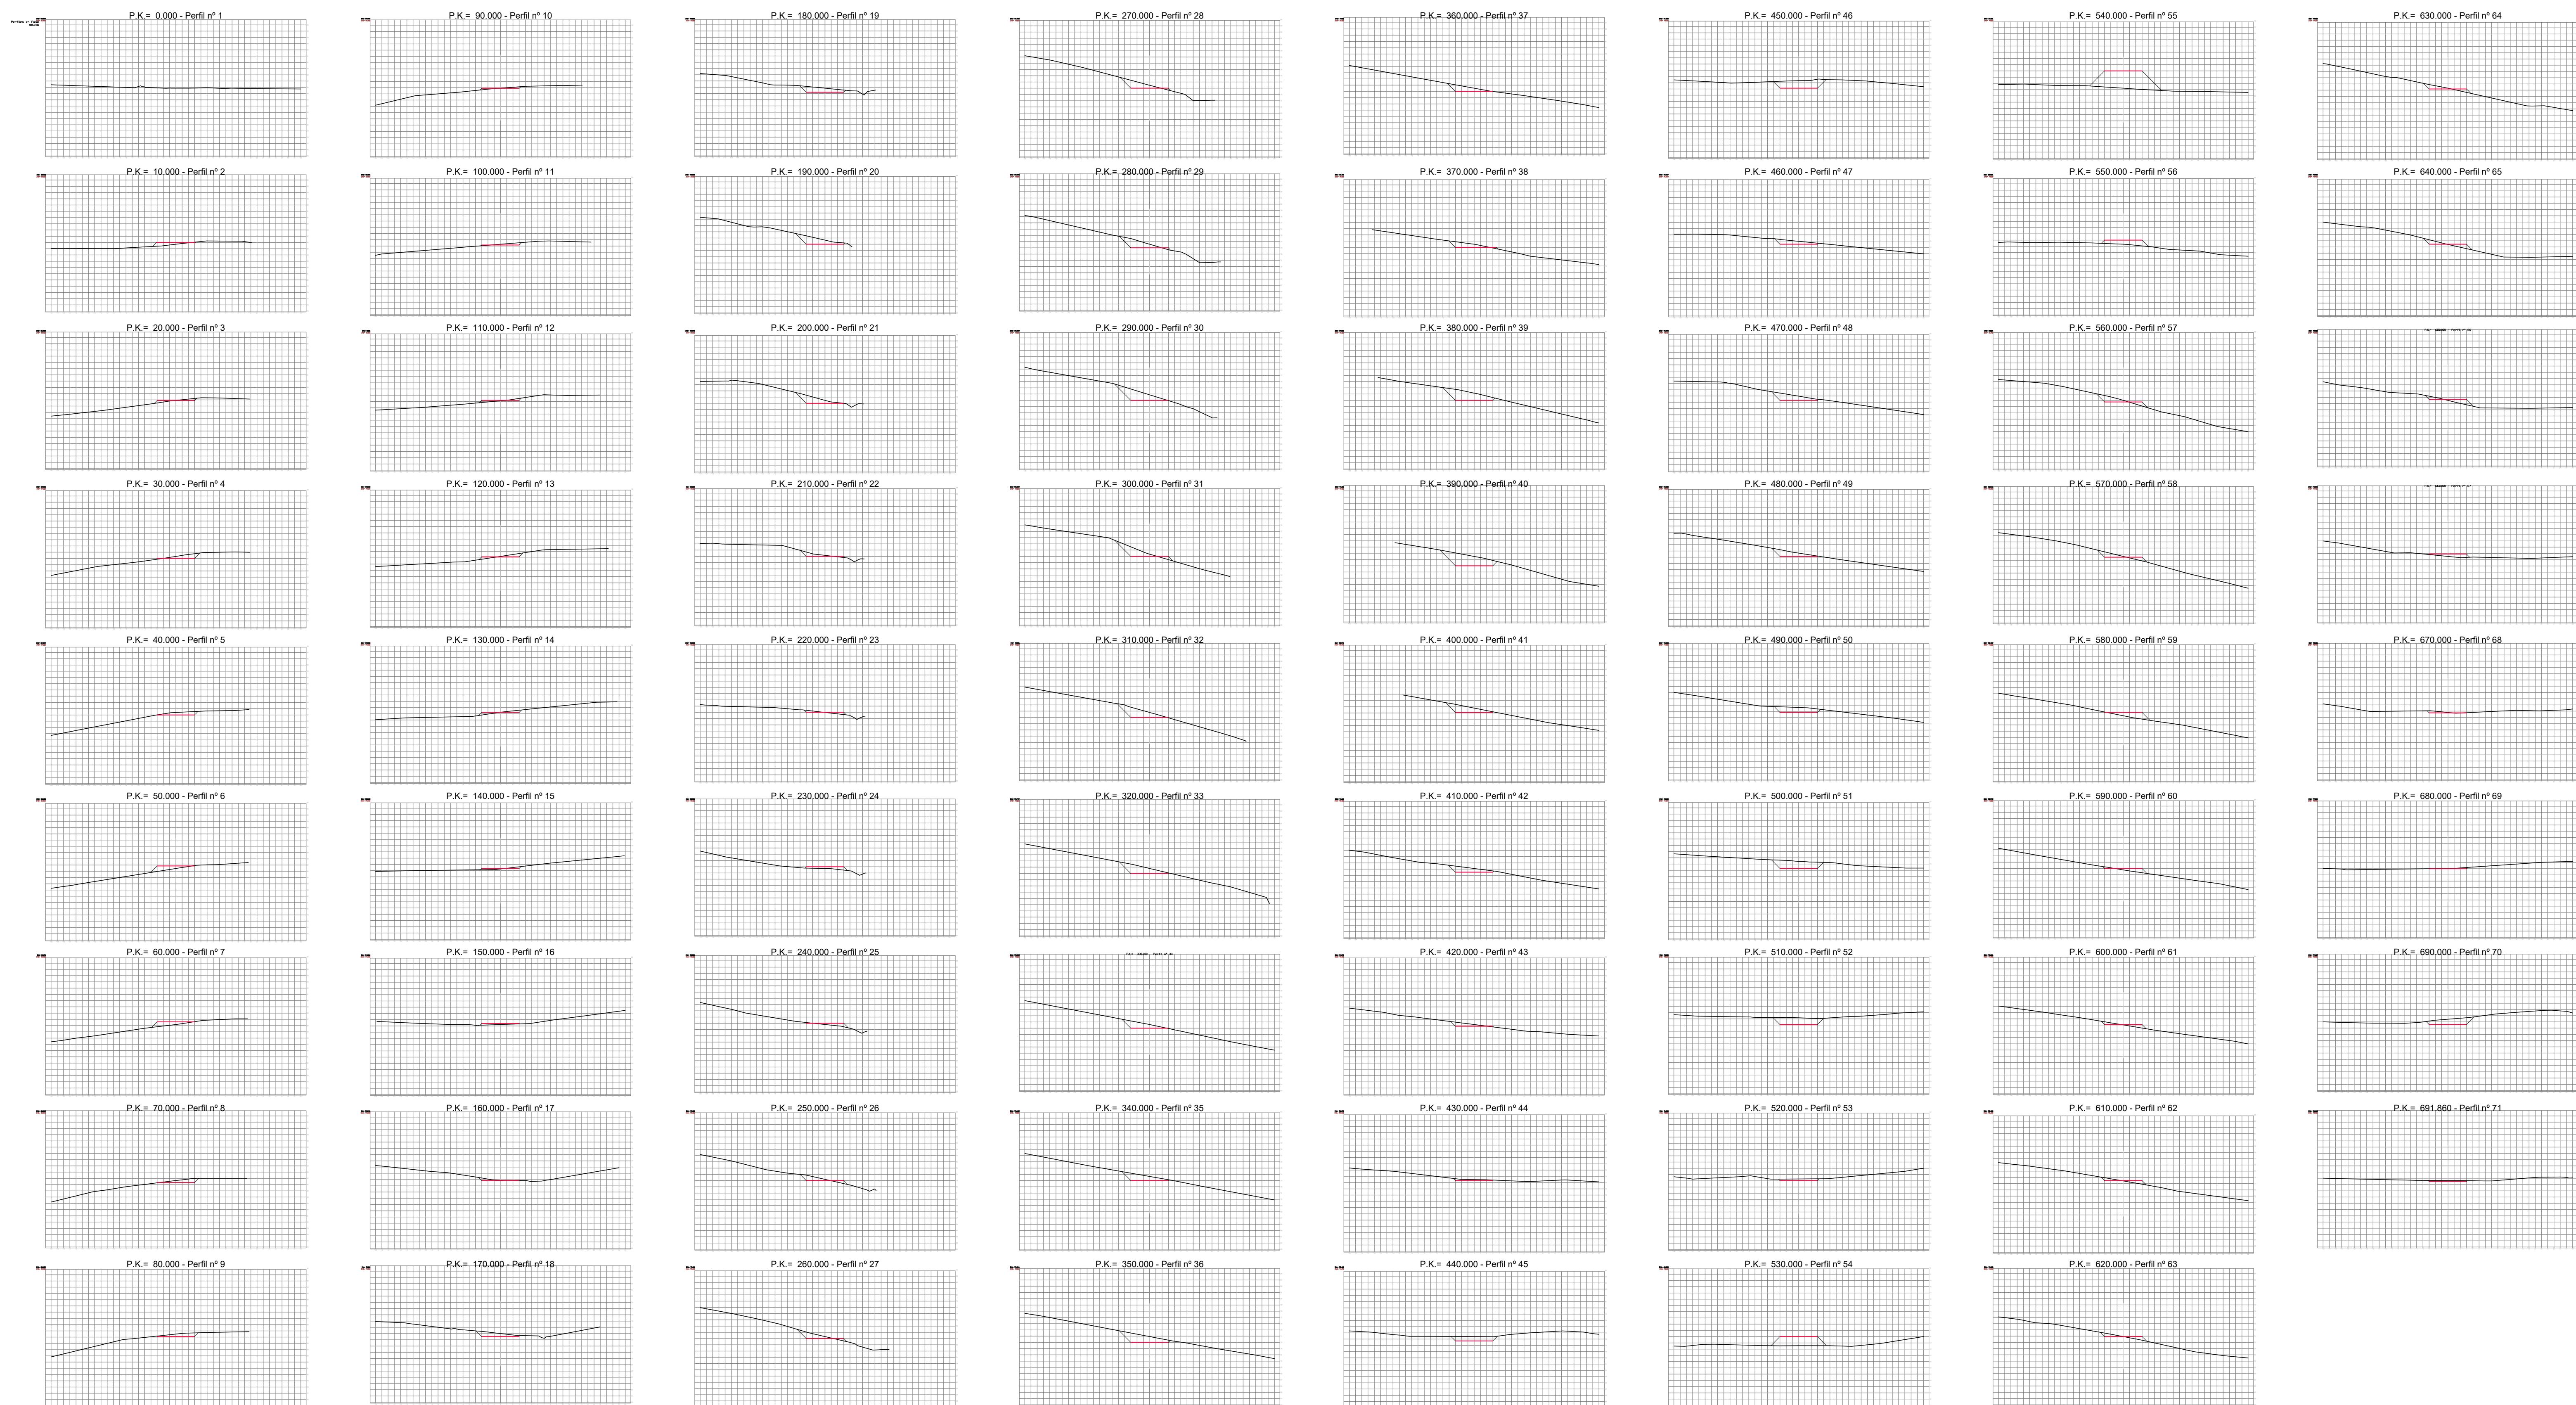 P.K.= 0.000 - Perfil nº 1
P.K.= 10.000 - Perfil nº 2
P.K.= 20.000 - Perfil nº 3
P.K.= 30.000 - Perfil nº 4
P.K.= 40.000 - Perfil nº 5
P.K.= 50.000 - Perfil nº 6
P.K.= 60.000 - Perfil nº 7
P.K.= 70.000 - Perfil nº 8
P.K.= 80.000 - Perfil nº 9
P.K.= 90.000 - Perfil nº 10
P.K.= 100.000 - Perfil nº 11
P.K.= 110.000 - Perfil nº 12
P.K.= 120.000 - Perfil nº 13
P.K.= 130.000 - Perfil nº 14
P.K.= 140.000 - Perfil nº 15
P.K.= 150.000 - Perfil nº 16
P.K.= 160.000 - Perfil nº 17
P.K.= 170.000 - Perfil nº 18
P.K.= 180.000 - Perfil nº 19
P.K.= 190.000 - Perfil nº 20
P.K.= 200.000 - Perfil nº 21
P.K.= 210.000 - Perfil nº 22
P.K.= 220.000 - Perfil nº 23
P.K.= 230.000 - Perfil nº 24
P.K.= 240.000 - Perfil nº 25
P.K.= 250.000 - Perfil nº 26
P.K.= 260.000 - Perfil nº 27
P.K.= 270.000 - Perfil nº 28
P.K.= 280.000 - Perfil nº 29
P.K.= 290.000 - Perfil nº 30
P.K.= 300.000 - Perfil nº 31
P.K.= 310.000 - Perfil nº 32
P.K.= 320.000 - Perfil nº 33
P.K.= 340.000 - Perfil nº 35
P.K.= 350.000 - Perfil nº 36
P.K.= 360.000 - Perfil nº 37
P.K.= 370.000 - Perfil nº 38
P.K.= 380.000 - Perfil nº 39
P.K.= 390.000 - Perfil nº 40
P.K.= 400.000 - Perfil nº 41
P.K.= 410.000 - Perfil nº 42
P.K.= 420.000 - Perfil nº 43
P.K.= 430.000 - Perfil nº 44
P.K.= 440.000 - Perfil nº 45
P.K.= 450.000 - Perfil nº 46
P.K.= 460.000 - Perfil nº 47
P.K.= 470.000 - Perfil nº 48
P.K.= 480.000 - Perfil nº 49
P.K.= 490.000 - Perfil nº 50
P.K.= 500.000 - Perfil nº 51
P.K.= 510.000 - Perfil nº 52
P.K.= 520.000 - Perfil nº 53
P.K.= 530.000 - Perfil nº 54
P.K.= 540.000 - Perfil nº 55
P.K.= 550.000 - Perfil nº 56
P.K.= 560.000 - Perfil nº 57
P.K.= 570.000 - Perfil nº 58
P.K.= 580.000 - Perfil nº 59
P.K.= 590.000 - Perfil nº 60
P.K.= 600.000 - Perfil nº 61
P.K.= 610.000 - Perfil nº 62
P.K.= 620.000 - Perfil nº 63
P.K.= 630.000 - Perfil nº 64
P.K.= 640.000 - Perfil nº 65
P.K.= 670.000 - Perfil nº 68
P.K.= 680.000 - Perfil nº 69
P.K.= 690.000 - Perfil nº 70
P.K.= 691.860 - Perfil nº 71